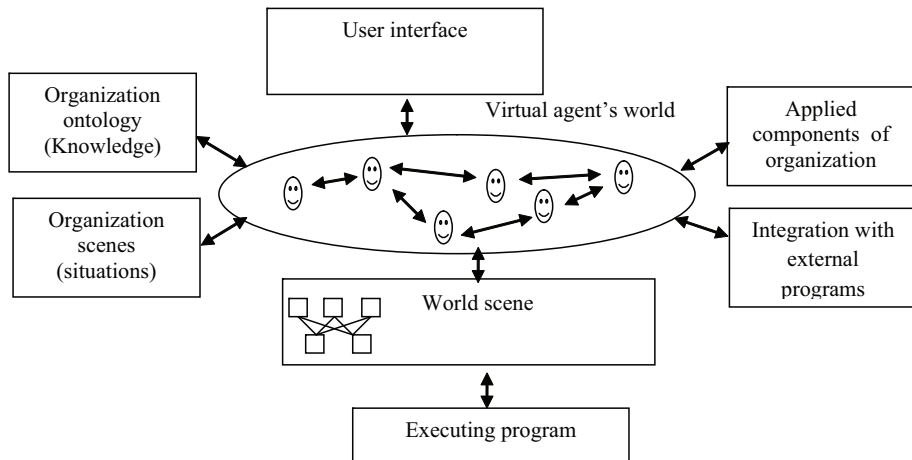 User interface
Virtual agent's world
Organization
ontology
(Knowledge)
Applied
components of
organization
Organization
scenes
(situations)
Integration with
external
programs
World scene
Executing program